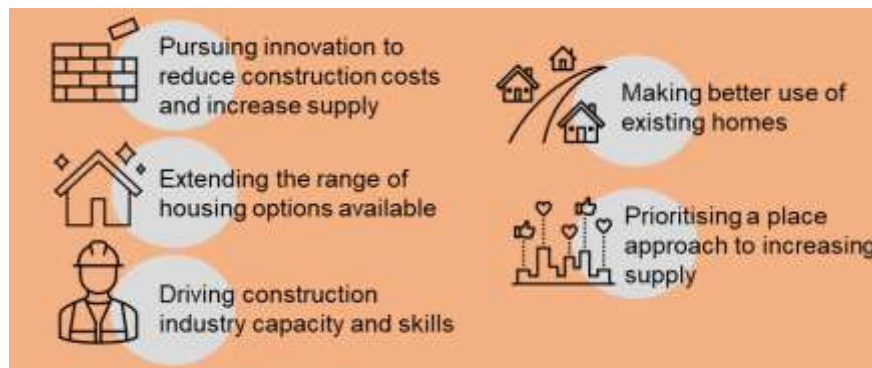 Pursuing innovation to
reduce construction costs
and increase supply
Extending the range of
housing options available
Driving construction
industry capacity and skills
Making better use of
existing homes
Prioritising a place
approach to increasing
supply